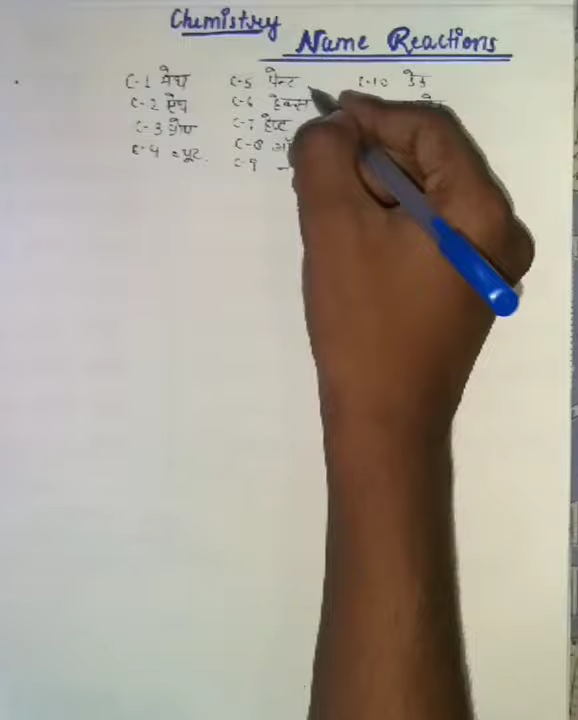 Chemistry
Name Reactions
C-1 मेथ
C-2 ऐथ
C-3 प्रोप
C-4 ब्यूट
C-5 पेन्ट
C-6 हेक्स
C-7 हेप्ट
C-8
C-9
C-10 डेक